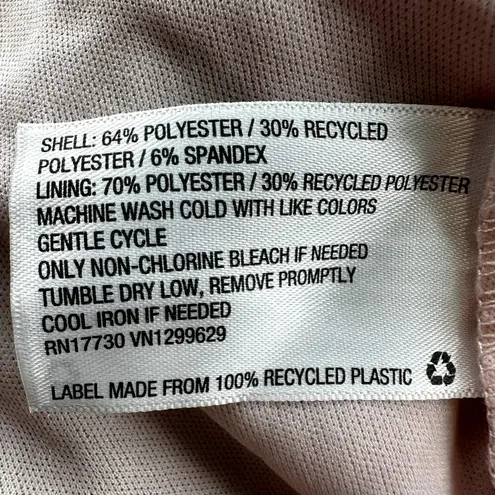 SHELL: 64% POLYESTER / 30% RECYCLED
POLYESTER / 6% SPANDEX
LINING: 70% POLYESTER / 30% RECYCLED POLYESTER
MACHINE WASH COLD WITH LIKE COLORS
GENTLE CYCLE
ONLY NON-CHLORINE BLEACH IF NEEDED
TUMBLE DRY LOW, REMOVE PROMPTLY
COOL IRON IF NEEDED
RN17730 VN1299629
LABEL MADE FROM 100% RECYCLED PLASTIC